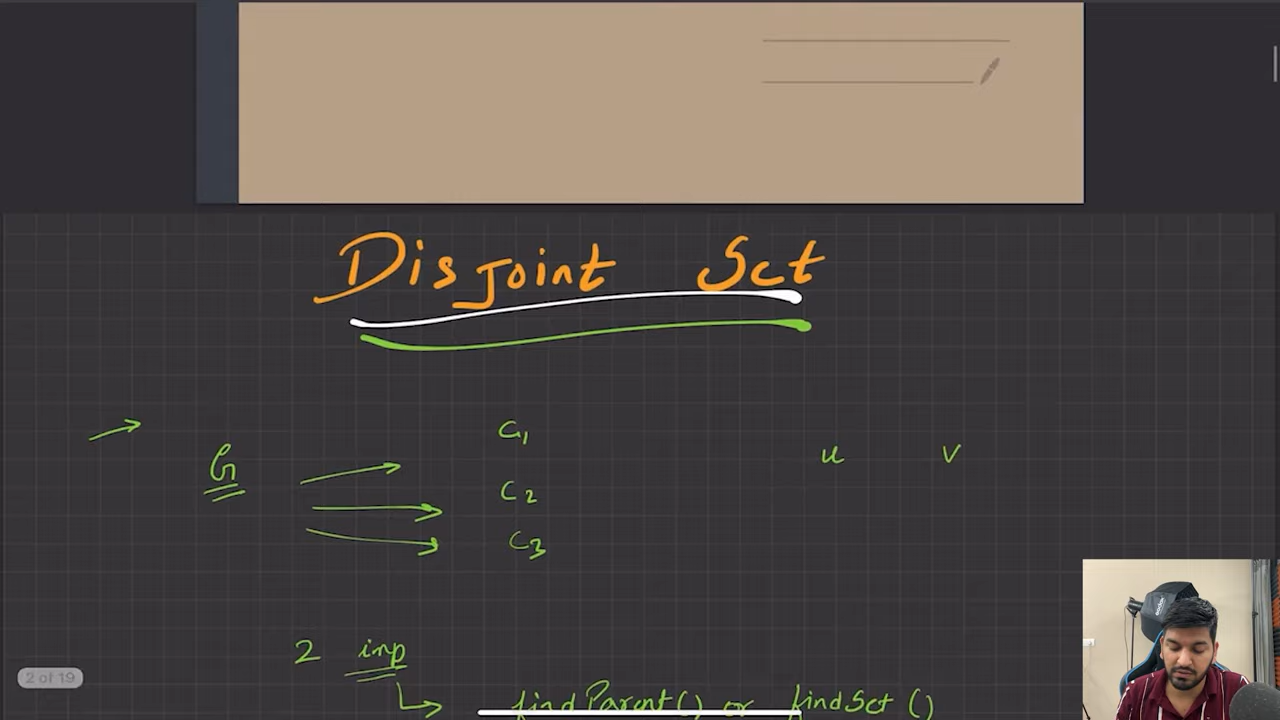 Disjoint Set
C1
G
u v
C2
C3
2 imp
findParent() or findSet ()
2 of 19